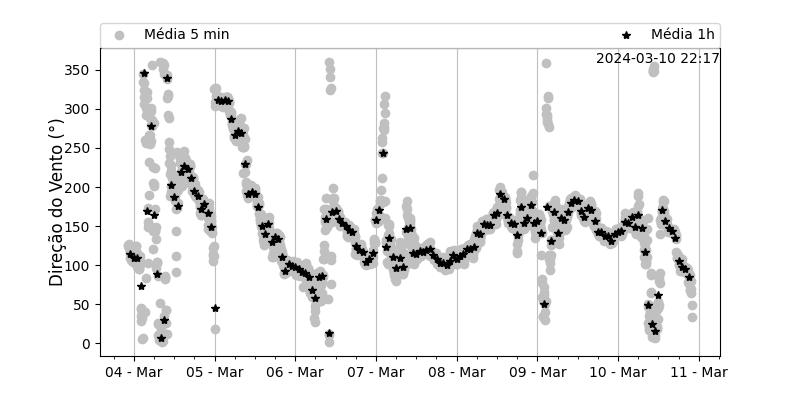 Média 5 min
Média 1h
2024-03-10 22:17
Direção do Vento (°)
350
300
250
200
150
100
50
0
04 - Mar
05 - Mar
06 - Mar
07 - Mar
08 - Mar
09 - Mar
10 - Mar
11 - Mar